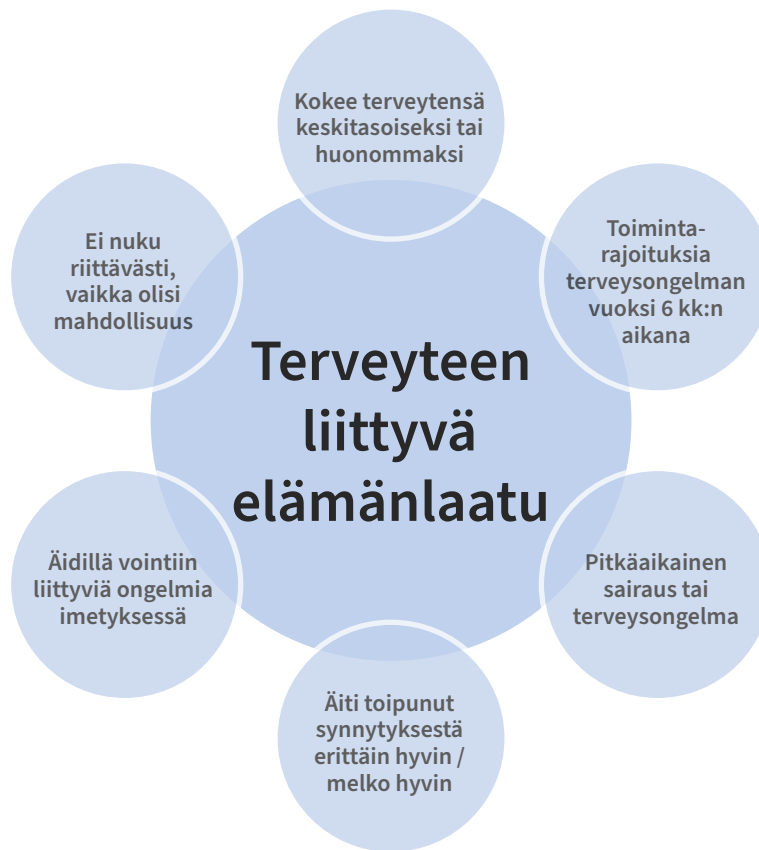 Kokee terveytensä
keskitasoiseksi tai
huonommaksi
Toiminta-
rajoituksia
terveysongelman
vuoksi 6 kk:n
aikana
Pitkäaikainen
sairaus tai
terveysongelma
Äiti toipunut
synnytyksestä
erittäin hyvin /
melko hyvin
Äidillä vointiin
liittyviä ongelmia
imetyksessä
Ei nuku
riittävästi,
vaikka olisi
mahdollisuus
Terveyteen
liittyvä
elämänlaatu